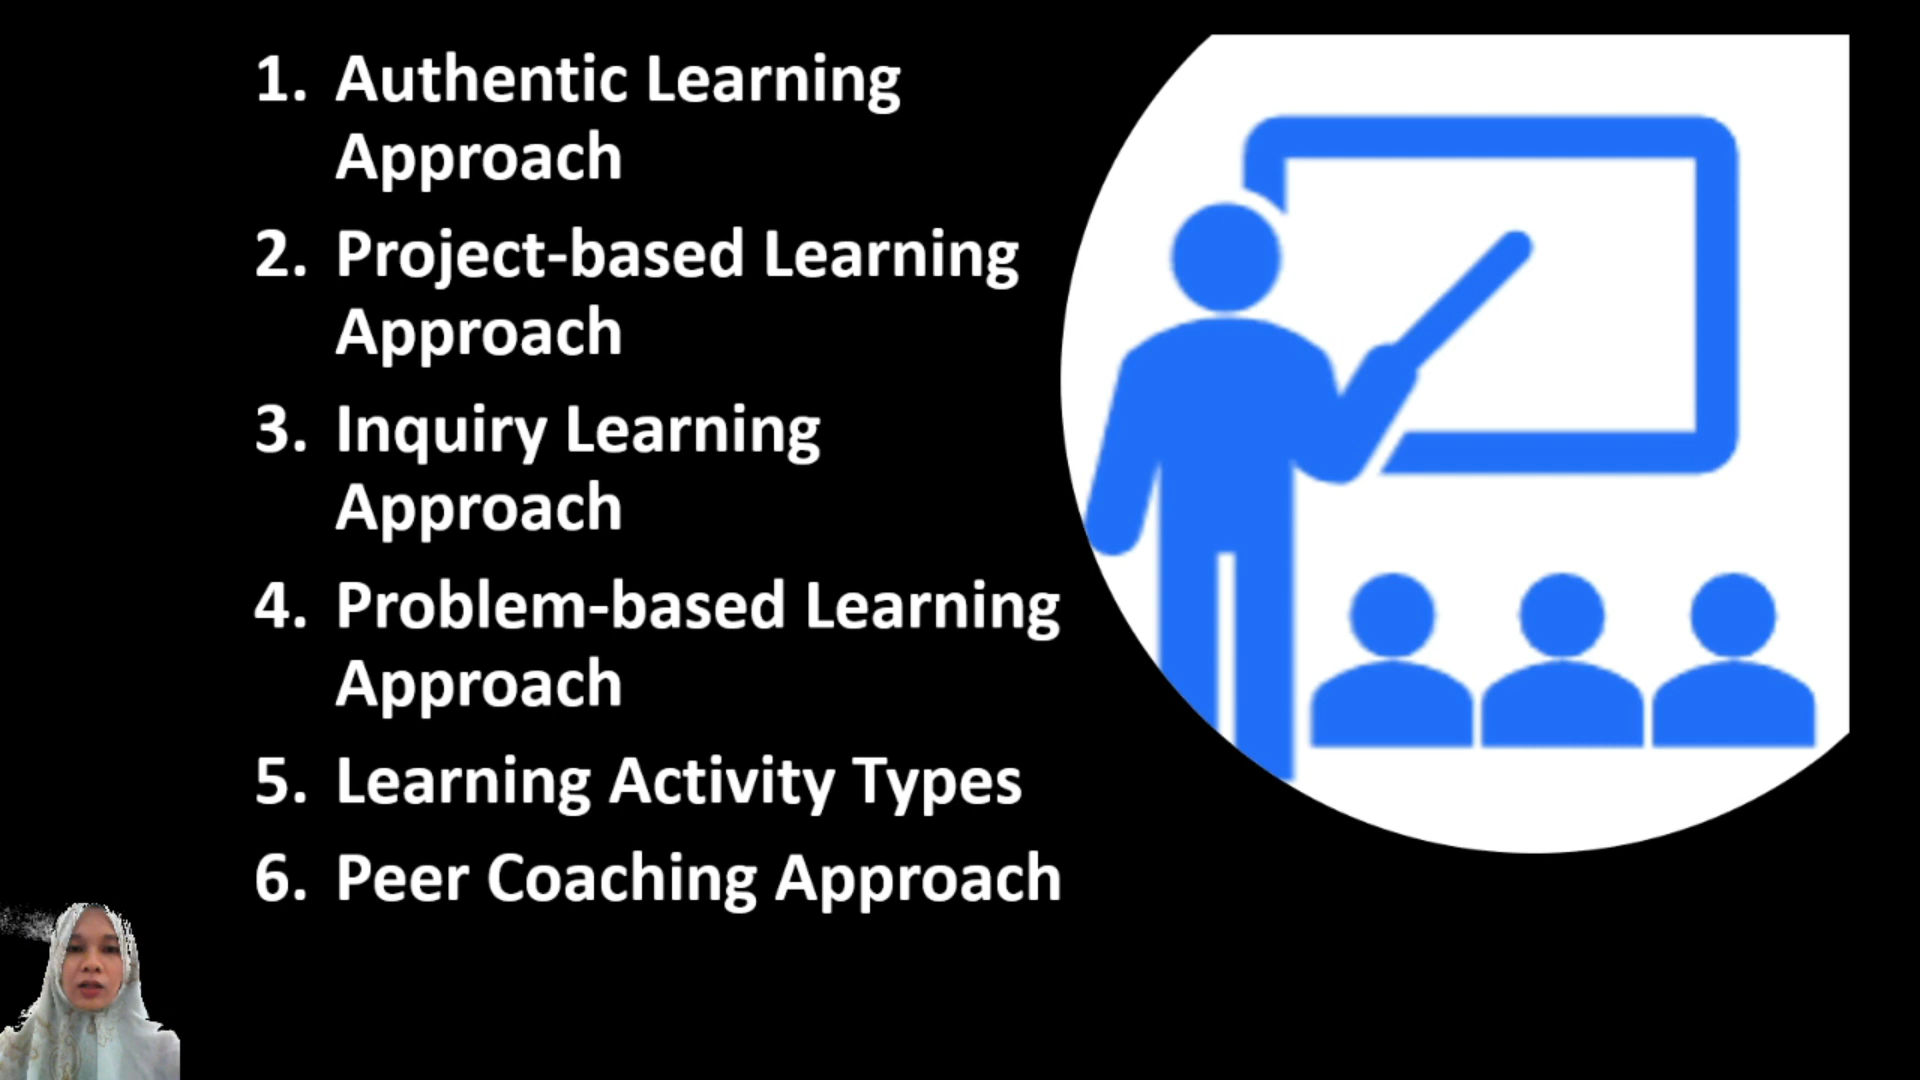 1. Authentic Learning
Approach
2. Project-based Learning
Approach
3. Inquiry Learning
Approach
4. Problem-based Learning
Approach
5. Learning Activity Types
6. Peer Coaching Approach